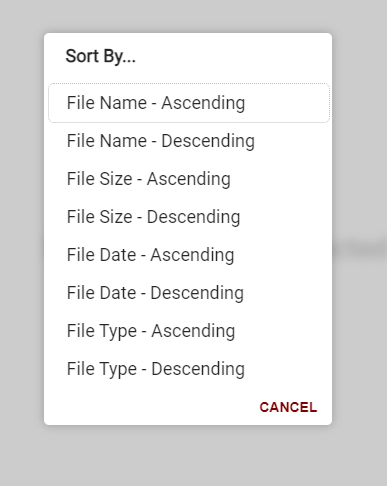 Sort By...
File Name - Ascending
File Name - Descending
File Size - Ascending
File Size - Descending
File Date - Ascending
File Date - Descending
File Type - Ascending
File Type - Descending
CANCEL